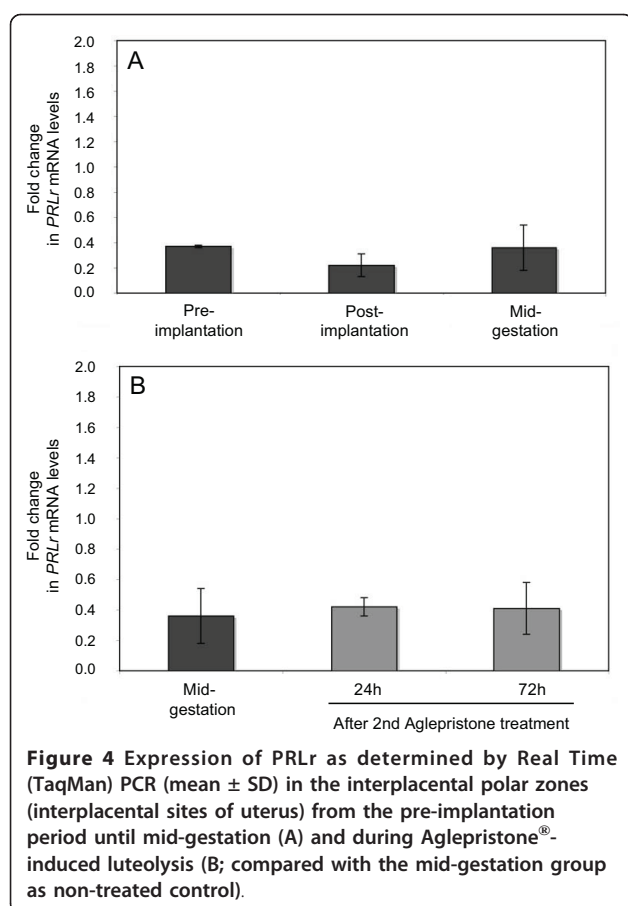 A
2.0
1.8
1.6
1.4
1.2
1.0
0.8
0.6
0.4
0.2
0.0
Fold change
in PRLr mRNA levels
Pre-
implantation
Post-
implantation
Mid-
gestation
B
2.0
1.8
1.6
1.4
1.2
1.0
0.8
0.6
0.4
0.2
0.0
Fold change
in PRLr mRNA levels
Mid-
gestation
24h
72h
After 2nd Aglepristone treatment
Figure 4 Expression of PRLr as determined by Real Time
(TaqMan) PCR (mean ± SD) in the interplacental polar zones
(interplacental sites of uterus) from the pre-implantation
period until mid-gestation (A) and during Aglepristone®-
induced luteolysis (B; compared with the mid-gestation group
as non-treated control).